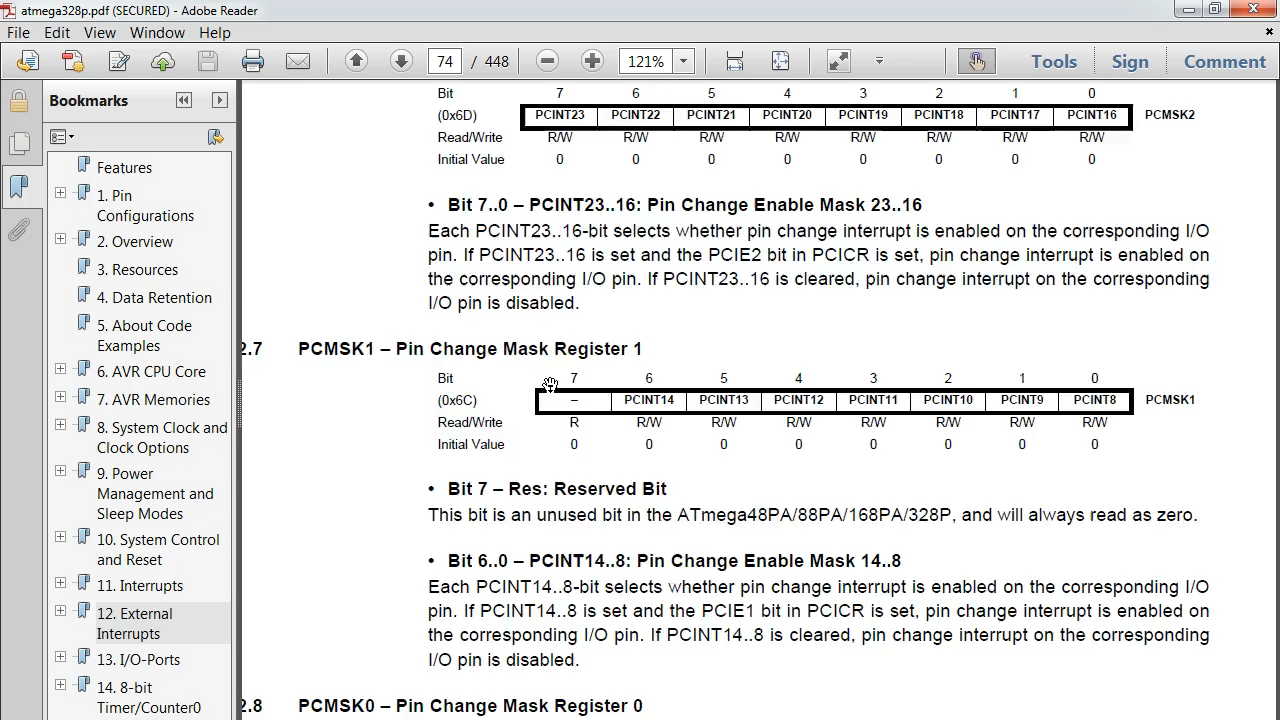 atmega328p.pdf (SECURED) - Adobe Reader
File Edit View Window Help
74 / 448 121% Tools Sign Comment
Bookmarks
Features
1. Pin
Configurations
2. Overview
3. Resources
4. Data Retention
5. About Code
Examples
6. AVR CPU Core
7. AVR Memories
8. System Clock and
Clock Options
9. Power
Management and
Sleep Modes
10. System Control
and Reset
11. Interrupts
12. External
Interrupts
13. I/O-Ports
14. 8-bit
Timer/Counter0
Bit 7 6 5 4 3 2 1 0
(0x6D) PCINT23 PCINT22 PCINT21 PCINT20 PCINT19 PCINT18 PCINT17 PCINT16 PCMSK2
Read/Write R/W R/W R/W R/W R/W R/W R/W R/W
Initial Value 0 0 0 0 0 0 0 0
• Bit 7..0 – PCINT23..16: Pin Change Enable Mask 23..16
Each PCINT23..16-bit selects whether pin change interrupt is enabled on the corresponding I/O
pin. If PCINT23..16 is set and the PCIE2 bit in PCICR is set, pin change interrupt is enabled on
the corresponding I/O pin. If PCINT23..16 is cleared, pin change interrupt on the corresponding
I/O pin is disabled.
2.7 PCMSK1 – Pin Change Mask Register 1
Bit 7 6 5 4 3 2 1 0
(0x6C) – PCINT14 PCINT13 PCINT12 PCINT11 PCINT10 PCINT9 PCINT8 PCMSK1
Read/Write R R/W R/W R/W R/W R/W R/W R/W
Initial Value 0 0 0 0 0 0 0 0
• Bit 7 – Res: Reserved Bit
This bit is an unused bit in the ATmega48PA/88PA/168PA/328P, and will always read as zero.
• Bit 6..0 – PCINT14..8: Pin Change Enable Mask 14..8
Each PCINT14..8-bit selects whether pin change interrupt is enabled on the corresponding I/O
pin. If PCINT14..8 is set and the PCIE1 bit in PCICR is set, pin change interrupt is enabled on
the corresponding I/O pin. If PCINT14..8 is cleared, pin change interrupt on the corresponding
I/O pin is disabled.
2.8 PCMSK0 – Pin Change Mask Register 0